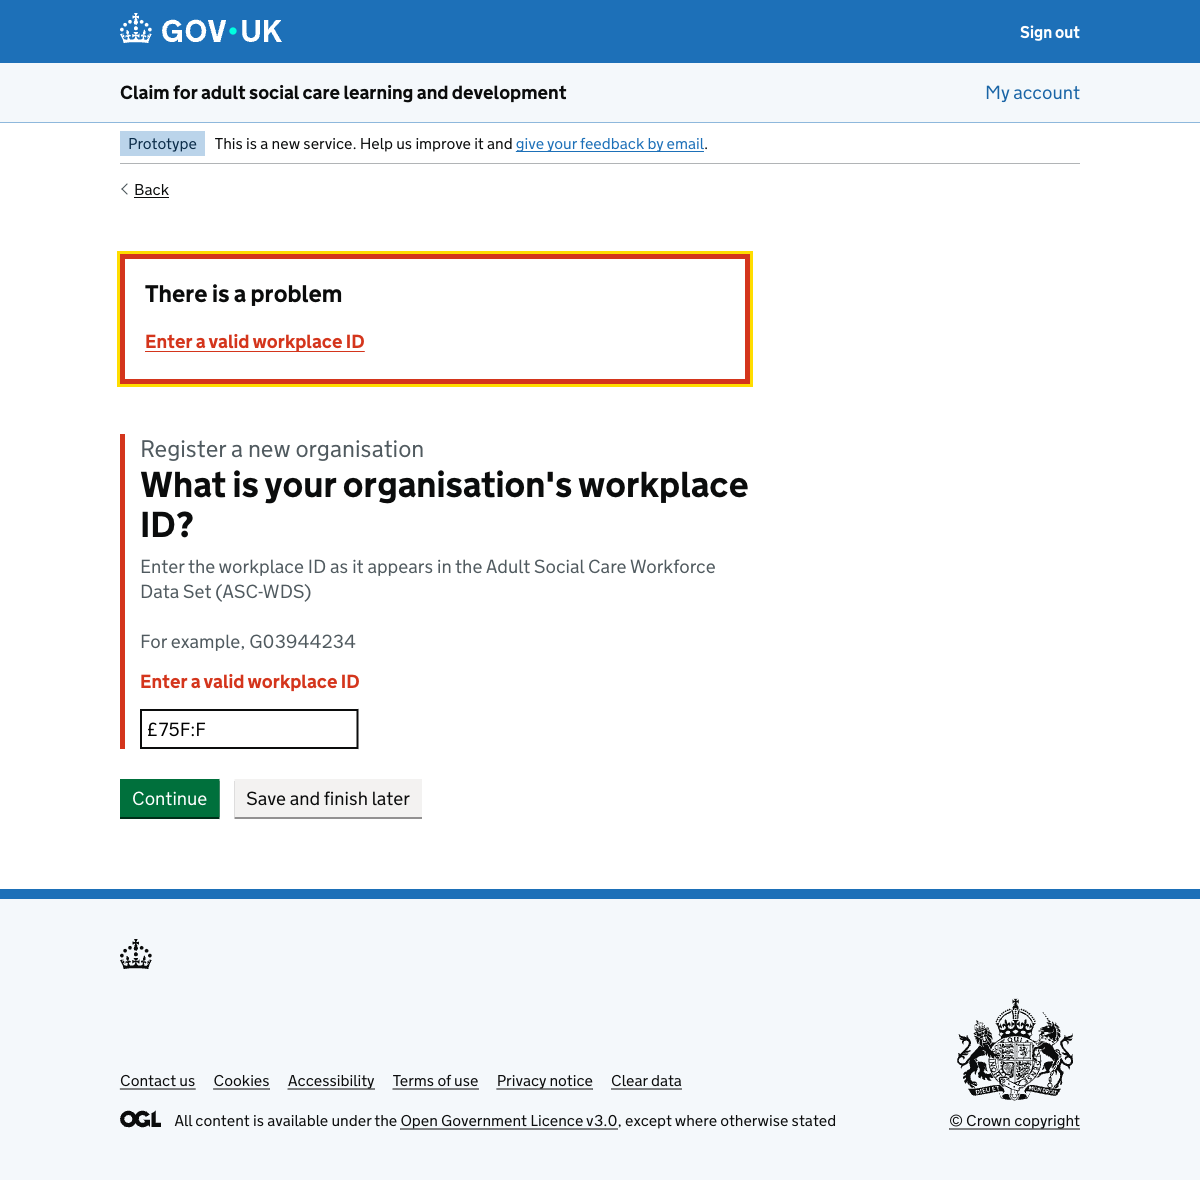 GOV·UK
Sign out
Claim for adult social care learning and development
My account
Prototype This is a new service. Help us improve it and give your feedback by email.
Back
There is a problem
Enter a valid workplace ID
Register a new organisation
What is your organisation's workplace
ID?
Enter the workplace ID as it appears in the Adult Social Care Workforce
Data Set (ASC-WDS)
For example, G03944234
Enter a valid workplace ID
£75F:F
Continue
Save and finish later
Contact us Cookies Accessibility Terms of use Privacy notice Clear data
OGL All content is available under the Open Government Licence v3.0, except where otherwise stated
© Crown copyright